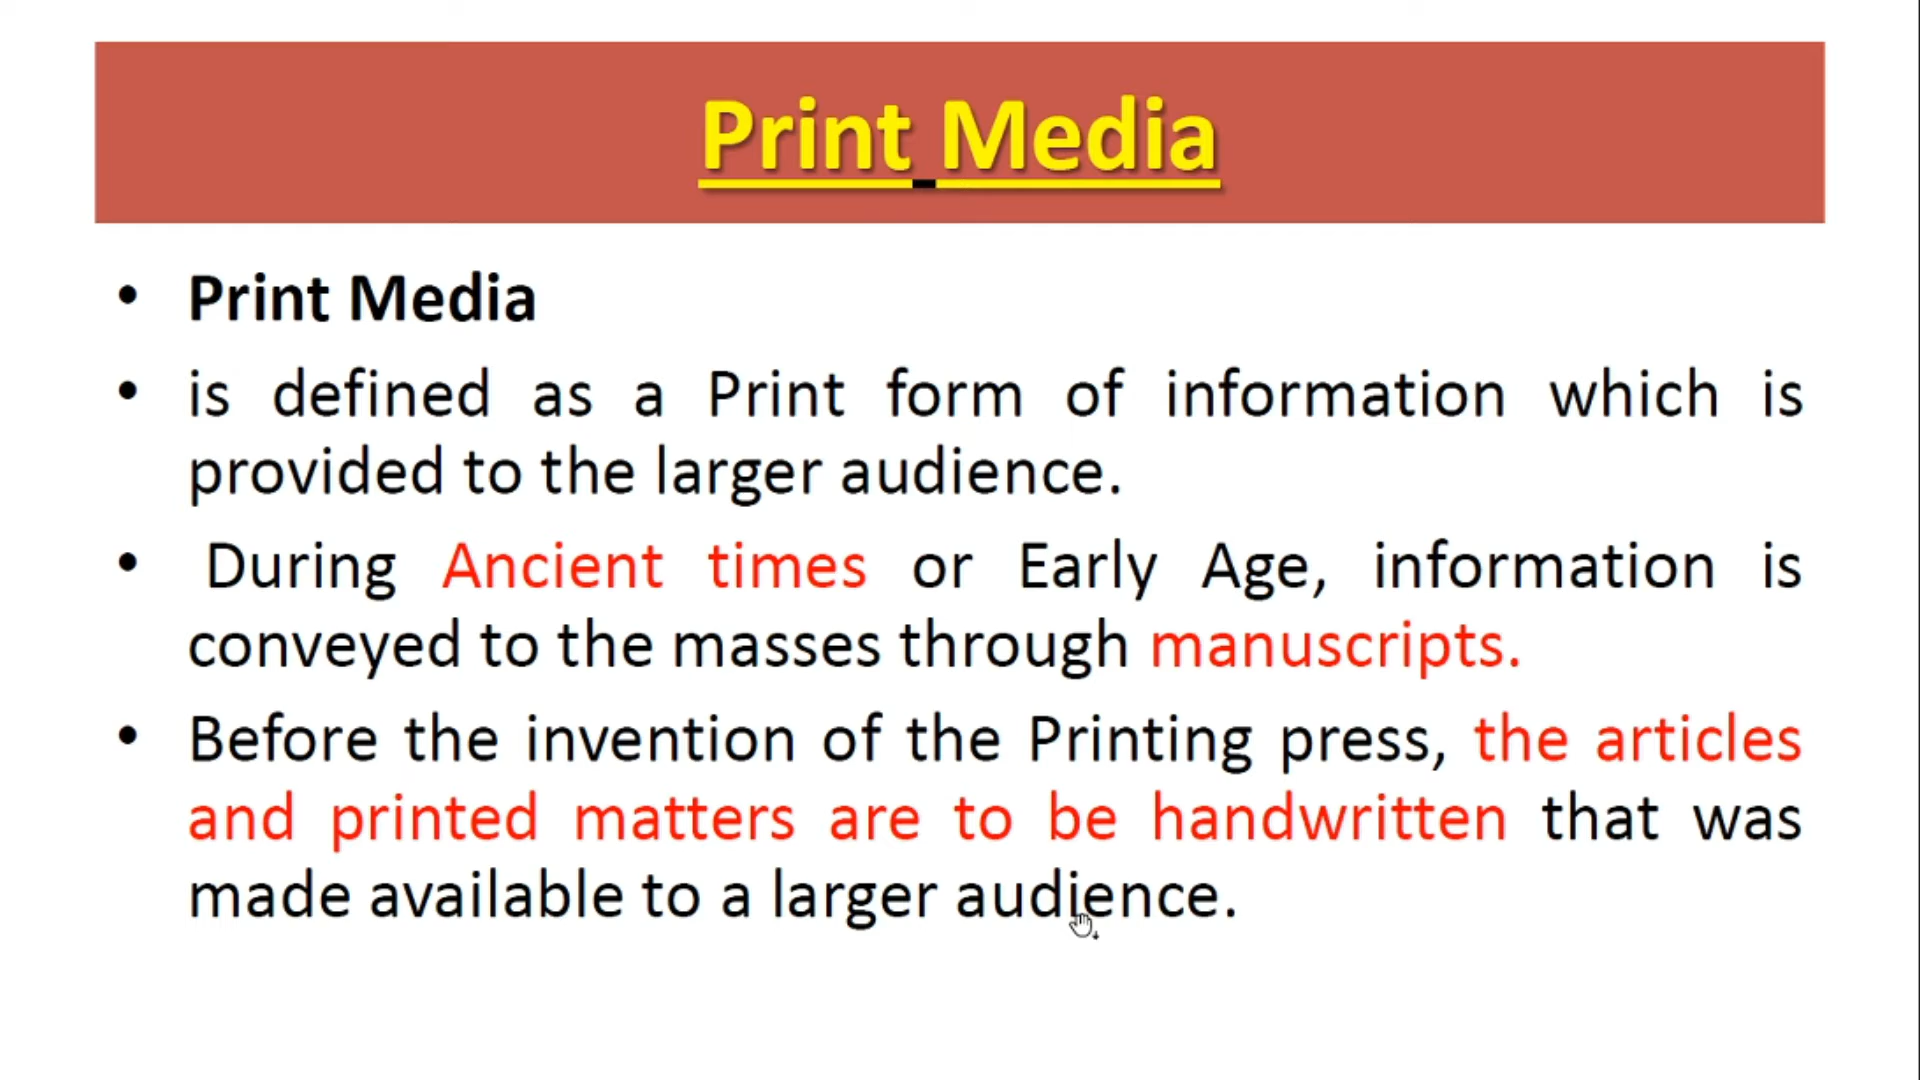 Print Media
• Print Media
• is defined as a Print form of information which is
provided to the larger audience.
• During Ancient times or Early Age, information is
conveyed to the masses through manuscripts.
• Before the invention of the Printing press, the articles
and printed matters are to be handwritten that was
made available to a larger audience.